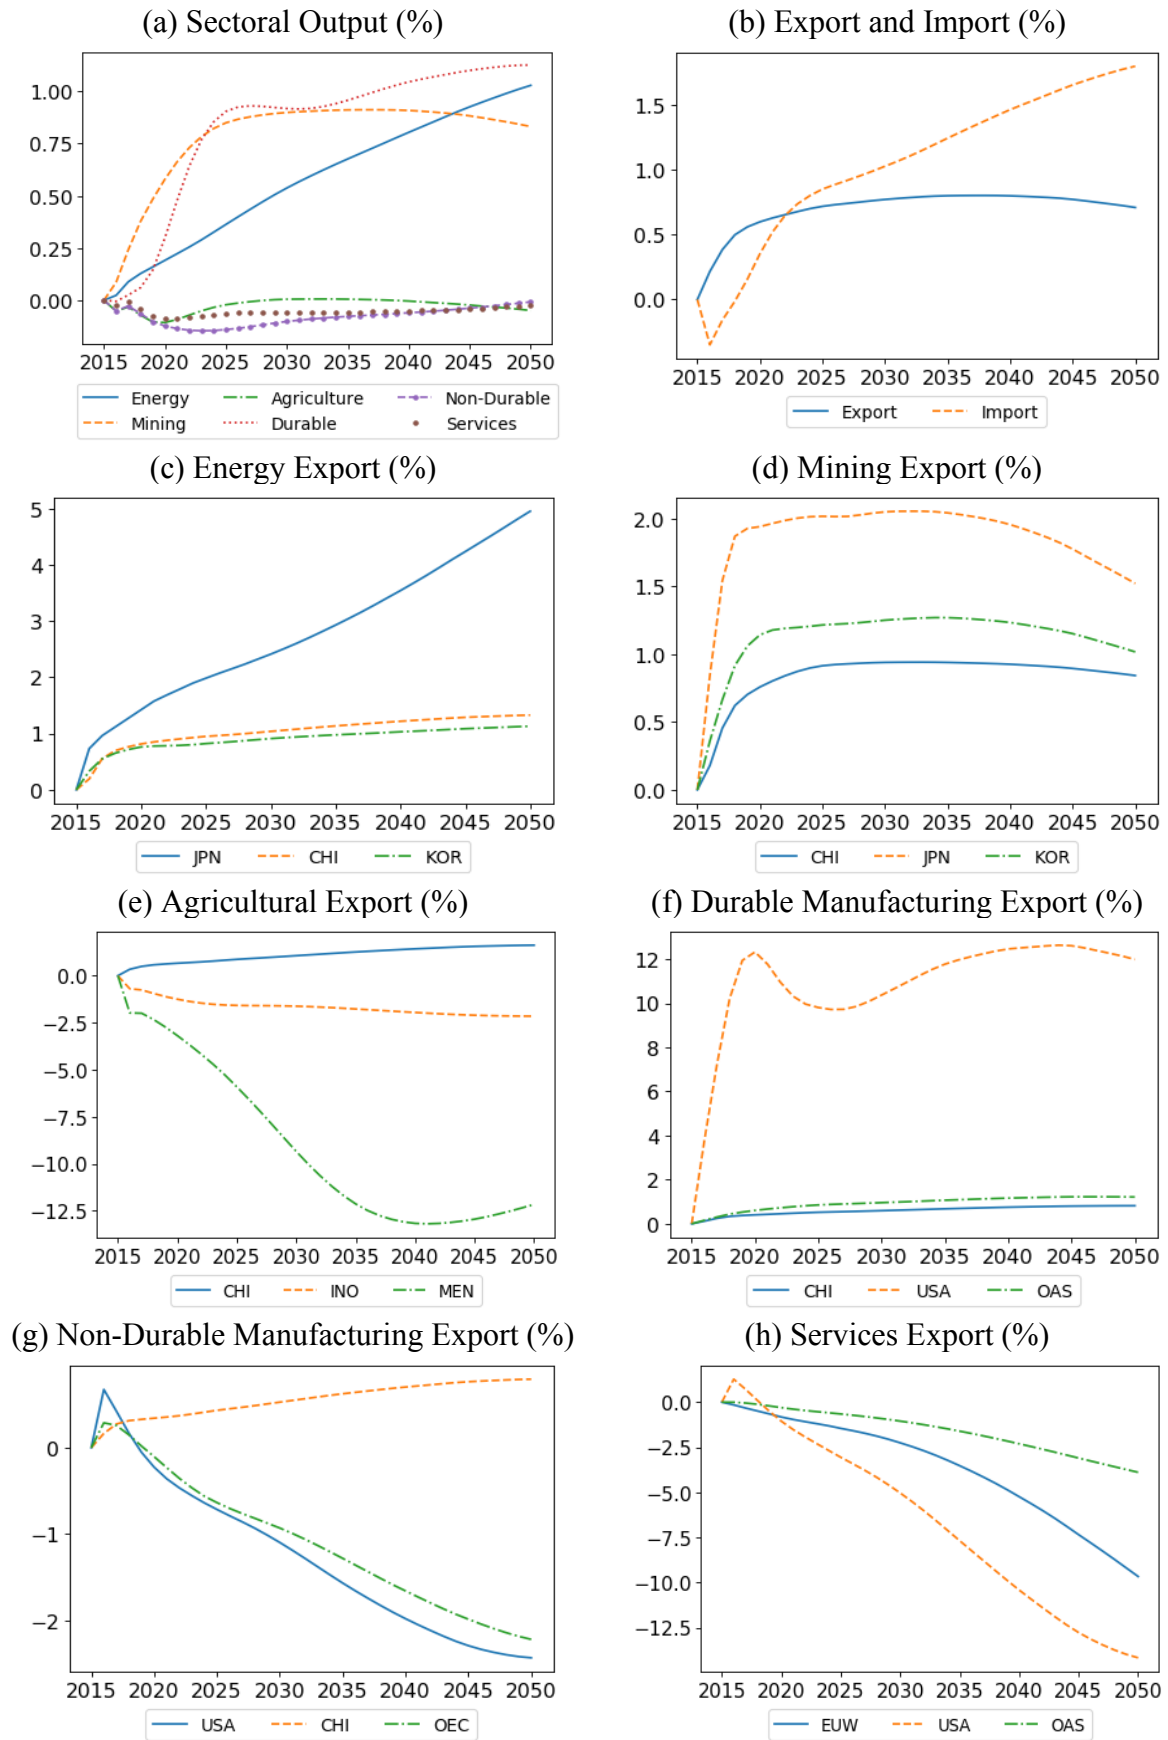 (a) Sectoral Output (%)
1.00
0.75
0.50
0.25
0.00
2015 2020 2025 2030 2035 2040 2045 2050
Energy Agriculture Non-Durable
Mining Durable Services
(b) Export and Import (%)
1.5
1.0
0.5
0.0
2015 2020 2025 2030 2035 2040 2045 2050
Export Import
(c) Energy Export (%)
5
4
3
2
1
0
2015 2020 2025 2030 2035 2040 2045 2050
JPN CHI KOR
(d) Mining Export (%)
2.0
1.5
1.0
0.5
0.0
2015 2020 2025 2030 2035 2040 2045 2050
CHI JPN KOR
(e) Agricultural Export (%)
0.0
−2.5
−5.0
−7.5
−10.0
−12.5
2015 2020 2025 2030 2035 2040 2045 2050
CHI INO MEN
(f) Durable Manufacturing Export (%)
12
10
8
6
4
2
0
2015 2020 2025 2030 2035 2040 2045 2050
CHI USA OAS
(g) Non-Durable Manufacturing Export (%)
0
−1
−2
2015 2020 2025 2030 2035 2040 2045 2050
USA CHI OEC
(h) Services Export (%)
0.0
−2.5
−5.0
−7.5
−10.0
−12.5
2015 2020 2025 2030 2035 2040 2045 2050
EUW USA OAS